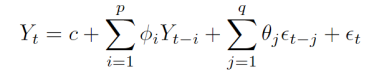 $Y_t = c + \sum_{i=1}^{p} \phi_i Y_{t-i} + \sum_{j=1}^{q} \theta_j \epsilon_{t-j} + \epsilon_t$